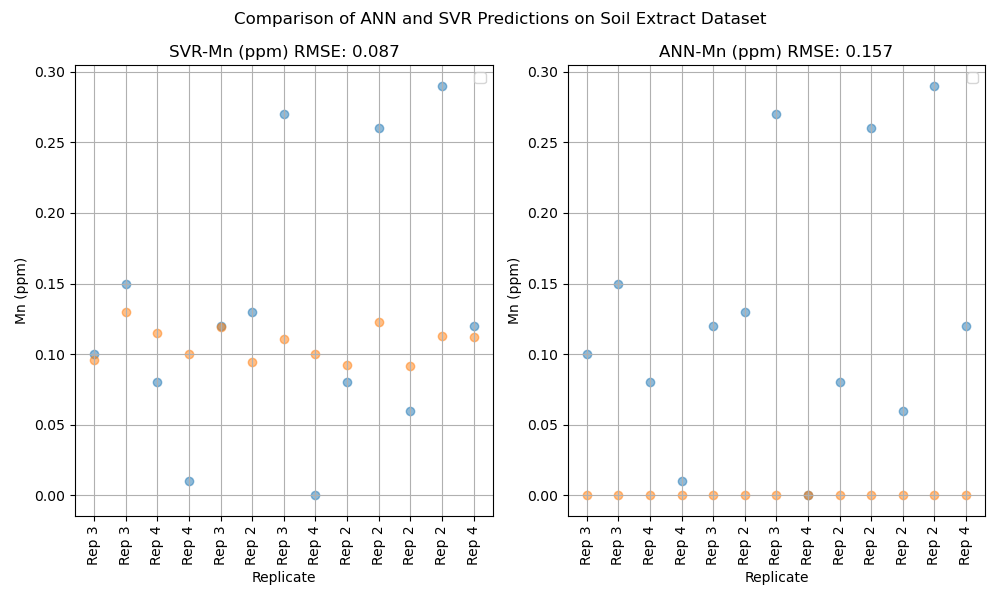 Comparison of ANN and SVR Predictions on Soil Extract Dataset
SVR-Mn (ppm) RMSE: 0.087
0.30
0.25
0.20
0.15
0.10
0.05
0.00
Mn (ppm)
Rep 3
Rep 3
Rep 4
Rep 4
Rep 3
Rep 2
Rep 3
Rep 4
Rep 2
Rep 2
Rep 2
Rep 2
Rep 4
Replicate
ANN-Mn (ppm) RMSE: 0.157
0.30
0.25
0.20
0.15
0.10
0.05
0.00
Mn (ppm)
Rep 3
Rep 3
Rep 4
Rep 4
Rep 3
Rep 2
Rep 3
Rep 4
Rep 2
Rep 2
Rep 2
Rep 2
Rep 4
Replicate